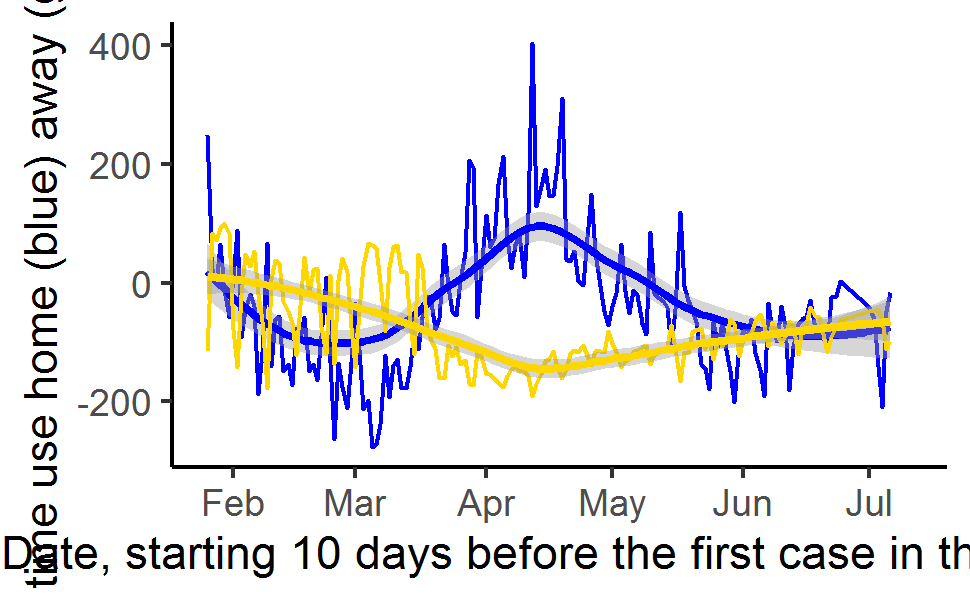 time use home (blue) away (
400
200
0
-200
Feb Mar Apr May Jun Jul
Date, starting 10 days before the first case in th